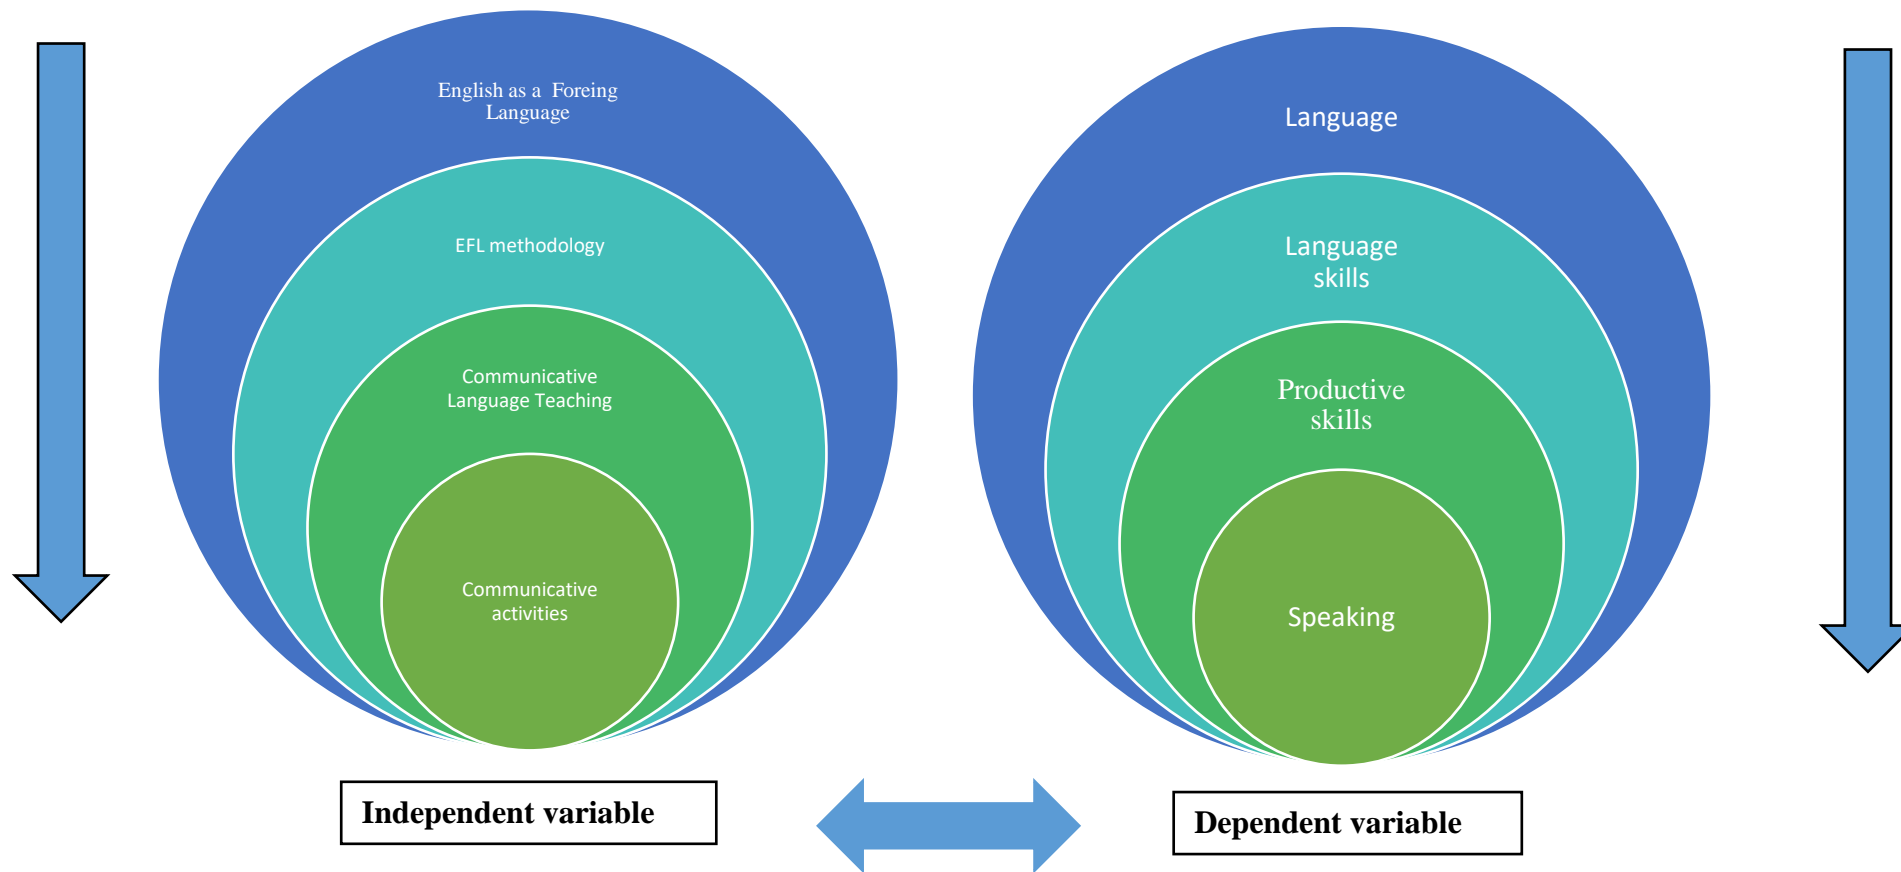 English as a  Foreing
Language
EFL methodology
Communicative
Language Teaching
Communicative
activities
Independent variable
Language
Language
skills
Productive
skills
Speaking
Dependent variable